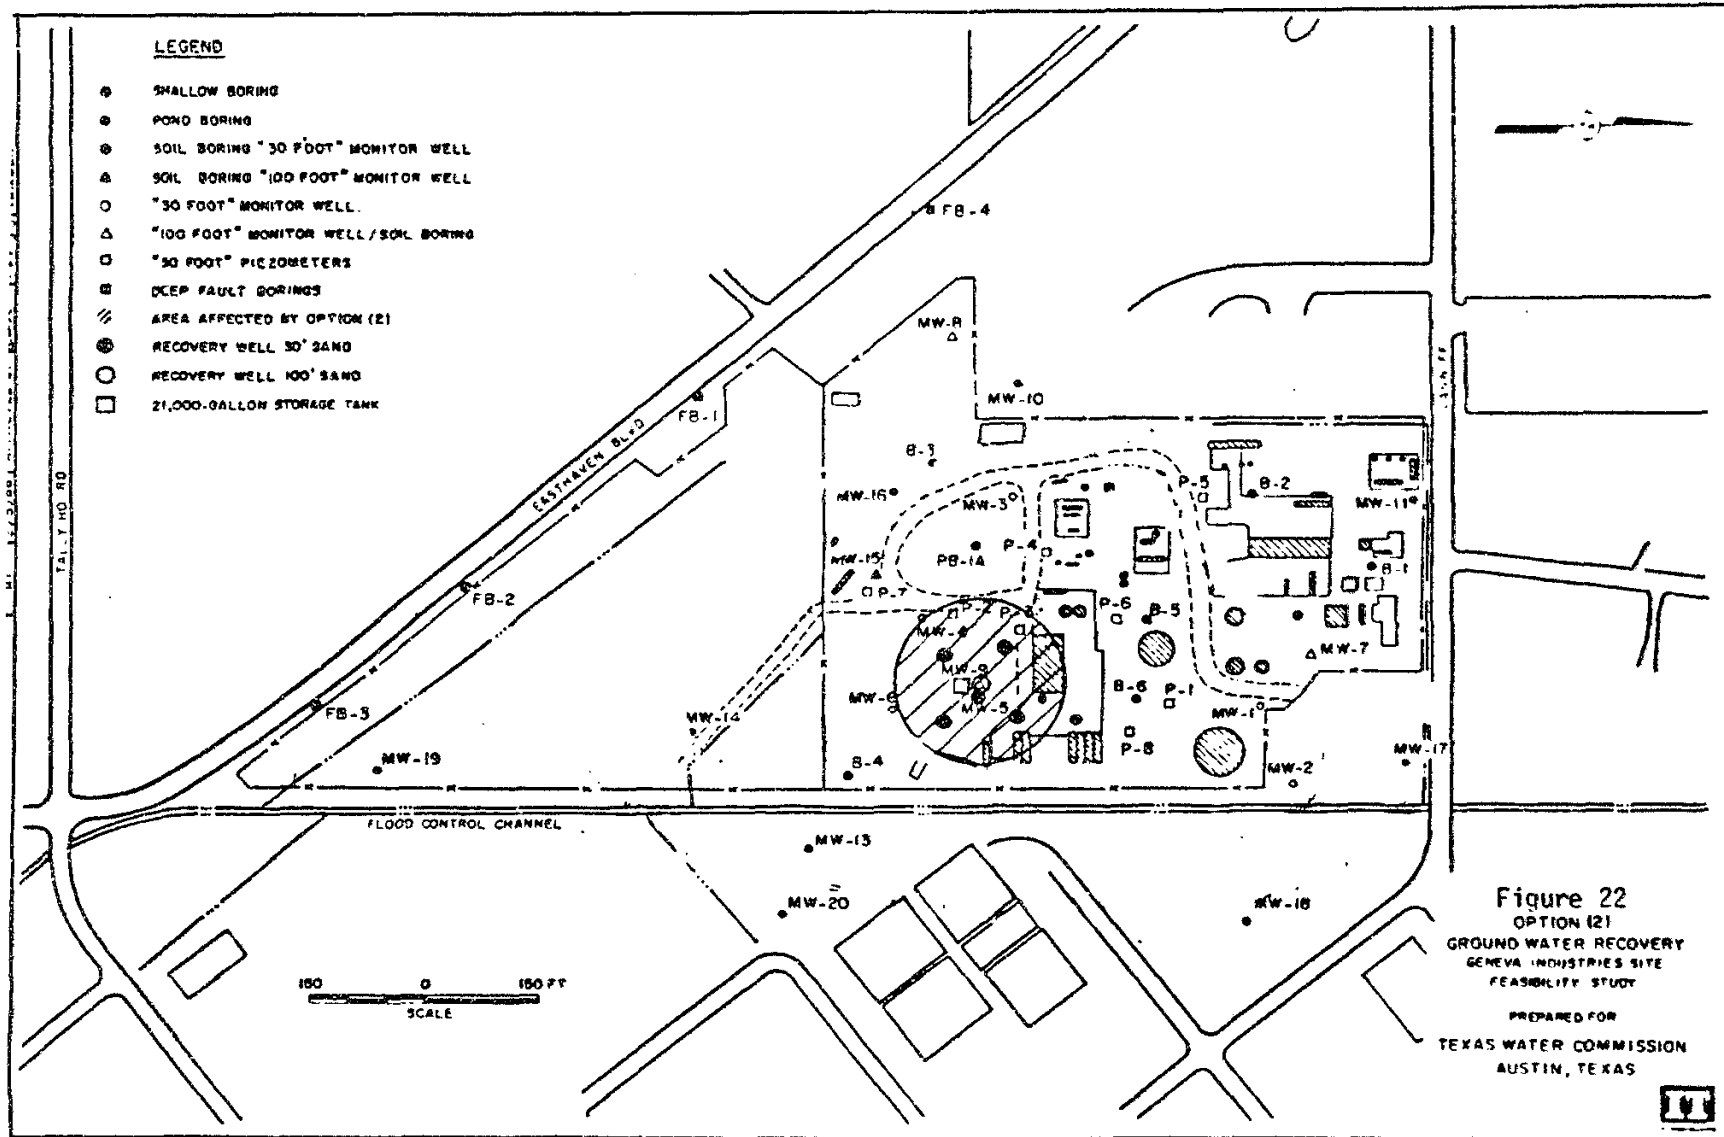 LEGEND
SHALLOW BORING
POND BORING
SOIL BORING "30 FOOT" MONITOR WELL
SOIL BORING "100 FOOT" MONITOR WELL
"30 FOOT" MONITOR WELL.
"100 FOOT" MONITOR WELL/SOIL BORING
"30 FOOT" PIEZOMETERS
DEEP FAULT BORINGS
AREA AFFECTED BY OPTION (2)
RECOVERY WELL 30' SAND
RECOVERY WELL 100' SAND
21,000-GALLON STORAGE TANK
TALLY HO RD
EASTHAVEN BLVD
FB-4
FB-1
FB-2
FB-3
MW-8
MW-10
B-3
MW-16
MW-3
P-5
B-2
MW-11
MW-15
PB-1A
P-4
B-1
P-7
P-2
P-3
P-6
B-5
MW-4
MW-9
MW-7
MW-5
B-6
P-1
MW-1
MW-14
P-8
MW-17
MW-19
B-4
MW-2
FLOOD CONTROL CHANNEL
MW-13
MW-20
MW-18
150 0 150 FT
SCALE
Figure 22
OPTION (2)
GROUND WATER RECOVERY
GENEVA INDUSTRIES SITE
FEASIBILITY STUDY
PREPARED FOR
TEXAS WATER COMMISSION
AUSTIN, TEXAS
IT